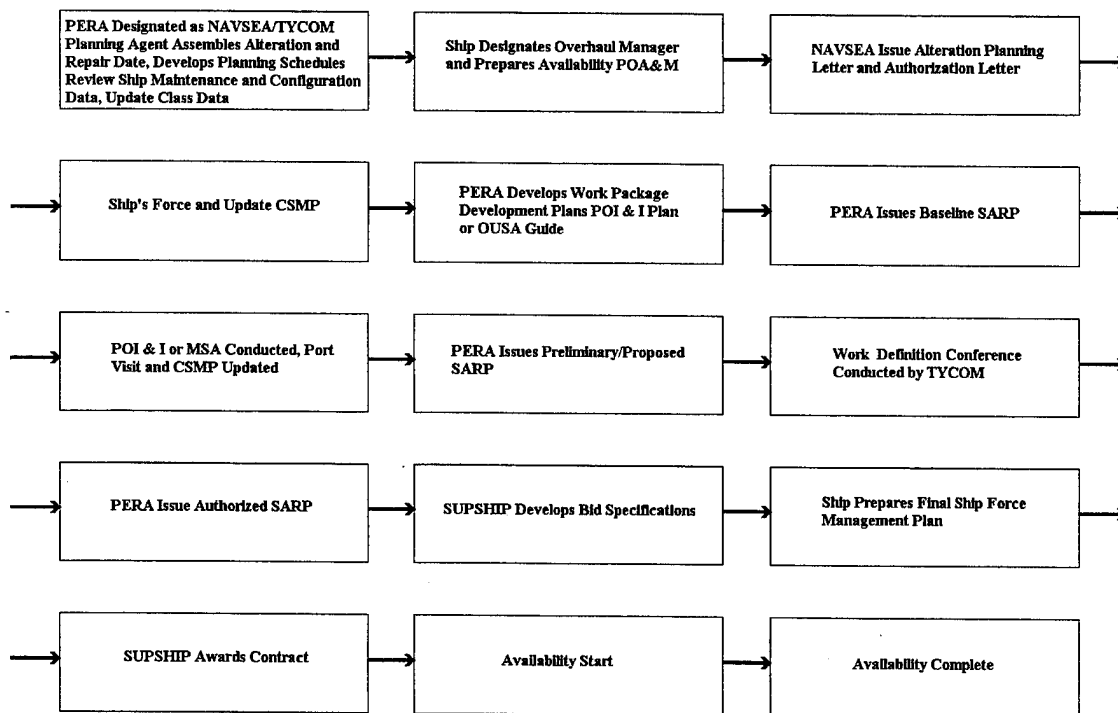 PERA Designated as NAVSEA/TYCOM
Planning Agent Assembles Alteration and
Repair Date, Develops Planning Schedules
Review Ship Maintenance and Configuration
Data, Update Class Data
Ship Designates Overhaul Manager
and Prepares Availability POA&M
NAVSEA Issue Alteration Planning
Letter and Authorization Letter
Ship's Force and Update CSMP
PERA Develops Work Package
Development Plans POI & I Plan
or OUSA Guide
PERA Issues Baseline SARP
POI & I or MSA Conducted, Port
Visit and CSMP Updated
PERA Issues Preliminary/Proposed
SARP
Work Definition Conference
Conducted by TYCOM
PERA Issue Authorized SARP
SUPSHIP Develops Bid Specifications
Ship Prepares Final Ship Force
Management Plan
SUPSHIP Awards Contract
Availability Start
Availability Complete